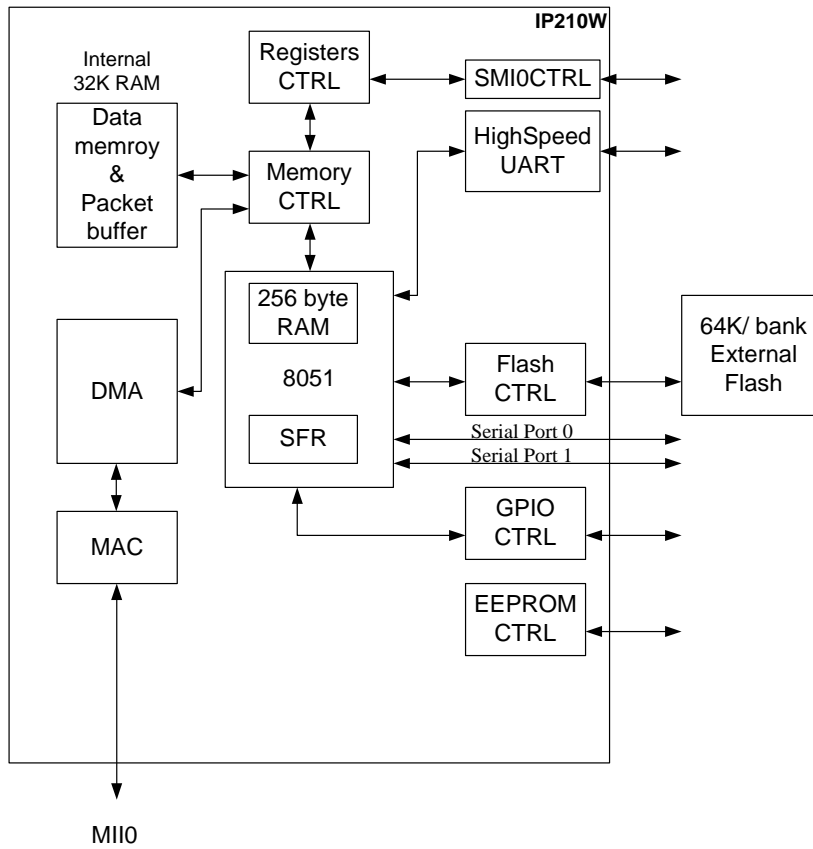 IP210W
Registers
CTRL
Internal
32K RAM
SMI0CTRL
Data
memroy
&
Packet
buffer
HighSpeed
UART
Memory
CTRL
256 byte
RAM
64K/ bank
External
Flash
8051
Flash
CTRL
DMA
SFR
Serial Port 0
Serial Port 1
GPIO
CTRL
MAC
EEPROM
CTRL
MII0